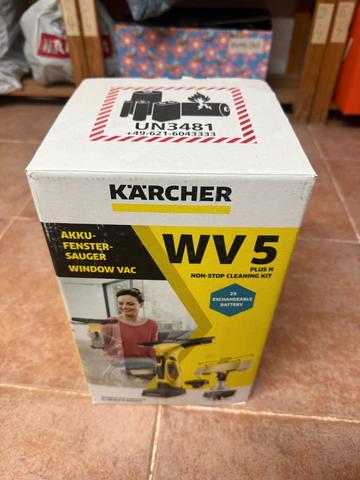 UN3481
+49-621-6043333
KÄRCHER
AKKU-
FENSTER-
SAUGER
WINDOW VAC
WV 5
PLUS N
NON-STOP CLEANING KIT
2X
EXCHANGEABLE
BATTERY